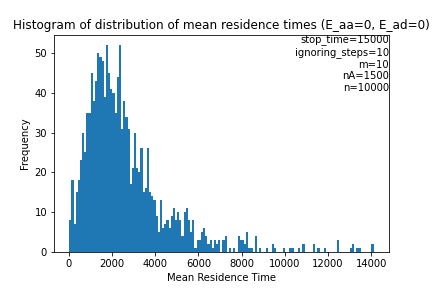 Histogram of distribution of mean residence times (E_aa=0, E_ad=0)
stop_time=15000
ignoring_steps=10
m=10
nA=1500
n=10000
Frequency
50
40
30
20
10
0
0 2000 4000 6000 8000 10000 12000 14000
Mean Residence Time